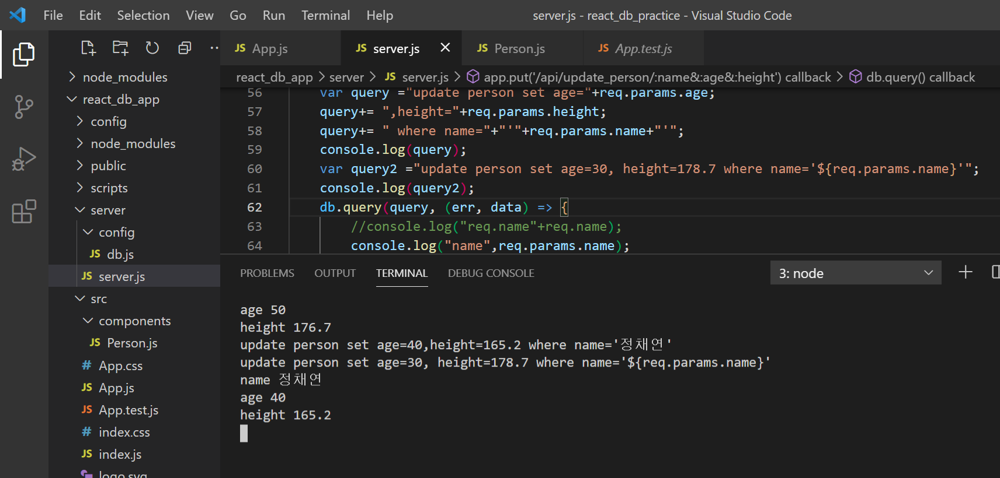 File Edit Selection View Go Run Terminal Help server.js - react_db_practice - Visual Studio Code
JS App.js JS server.js JS Person.js JS App.test.js
react_db_app > server > JS server.js > app.put('/api/update_person/:name&:age&:height') callback > db.query() callback
node_modules
react_db_app
config
node_modules
public
scripts
server
config
JS db.js
JS server.js
src
components
JS Person.js
# App.css
JS App.js
JS App.test.js
# index.css
JS index.js
logo.svg
56 var query ="update person set age="+req.params.age;
57 query+= ",height="+req.params.height;
58 query+= " where name="+"'"+req.params.name+"'";
59 console.log(query);
60 var query2 ="update person set age=30, height=178.7 where name='${req.params.name}'";
61 console.log(query2);
62 db.query(query, (err, data) => {
63 //console.log("req.name"+req.name);
64 console.log("name",req.params.name);
PROBLEMS OUTPUT TERMINAL DEBUG CONSOLE 3: node
age 50
height 176.7
update person set age=40,height=165.2 where name='정채연'
update person set age=30, height=178.7 where name='${req.params.name}'
name 정채연
age 40
height 165.2